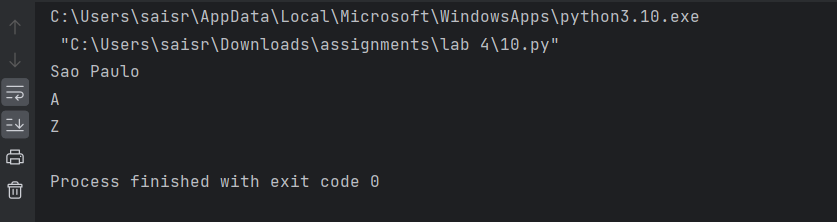 C:\Users\saisr\AppData\Local\Microsoft\WindowsApps\python3.10.exe
"C:\Users\saisr\Downloads\assignments\lab 4\10.py"
Sao Paulo
A
Z
Process finished with exit code 0